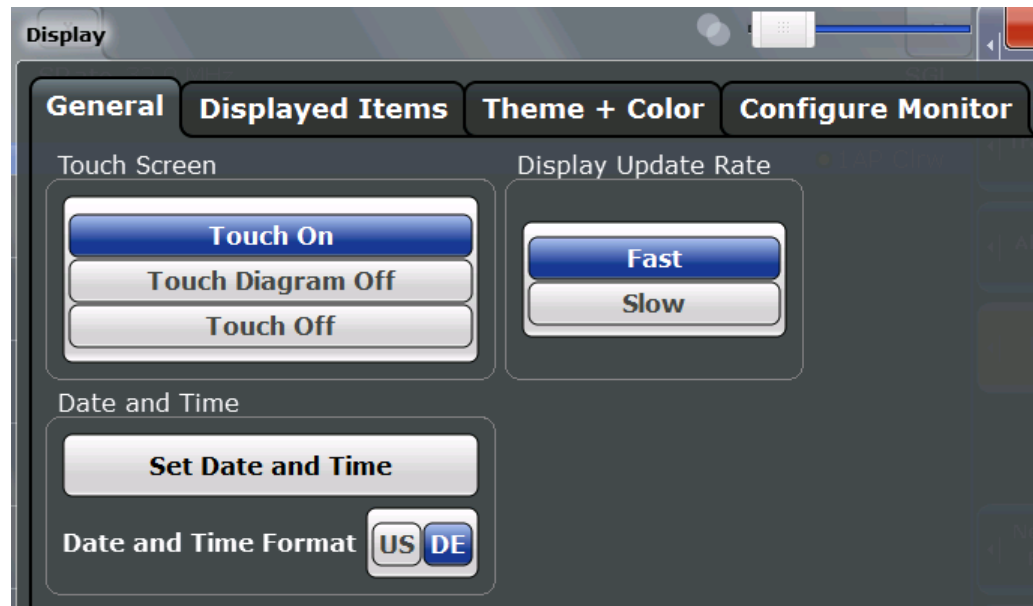 Display
General Displayed Items Theme + Color Configure Monitor
Touch Screen Display Update Rate
Touch On
Touch Diagram Off
Touch Off
Fast
Slow
Date and Time
Set Date and Time
Date and Time Format US DE